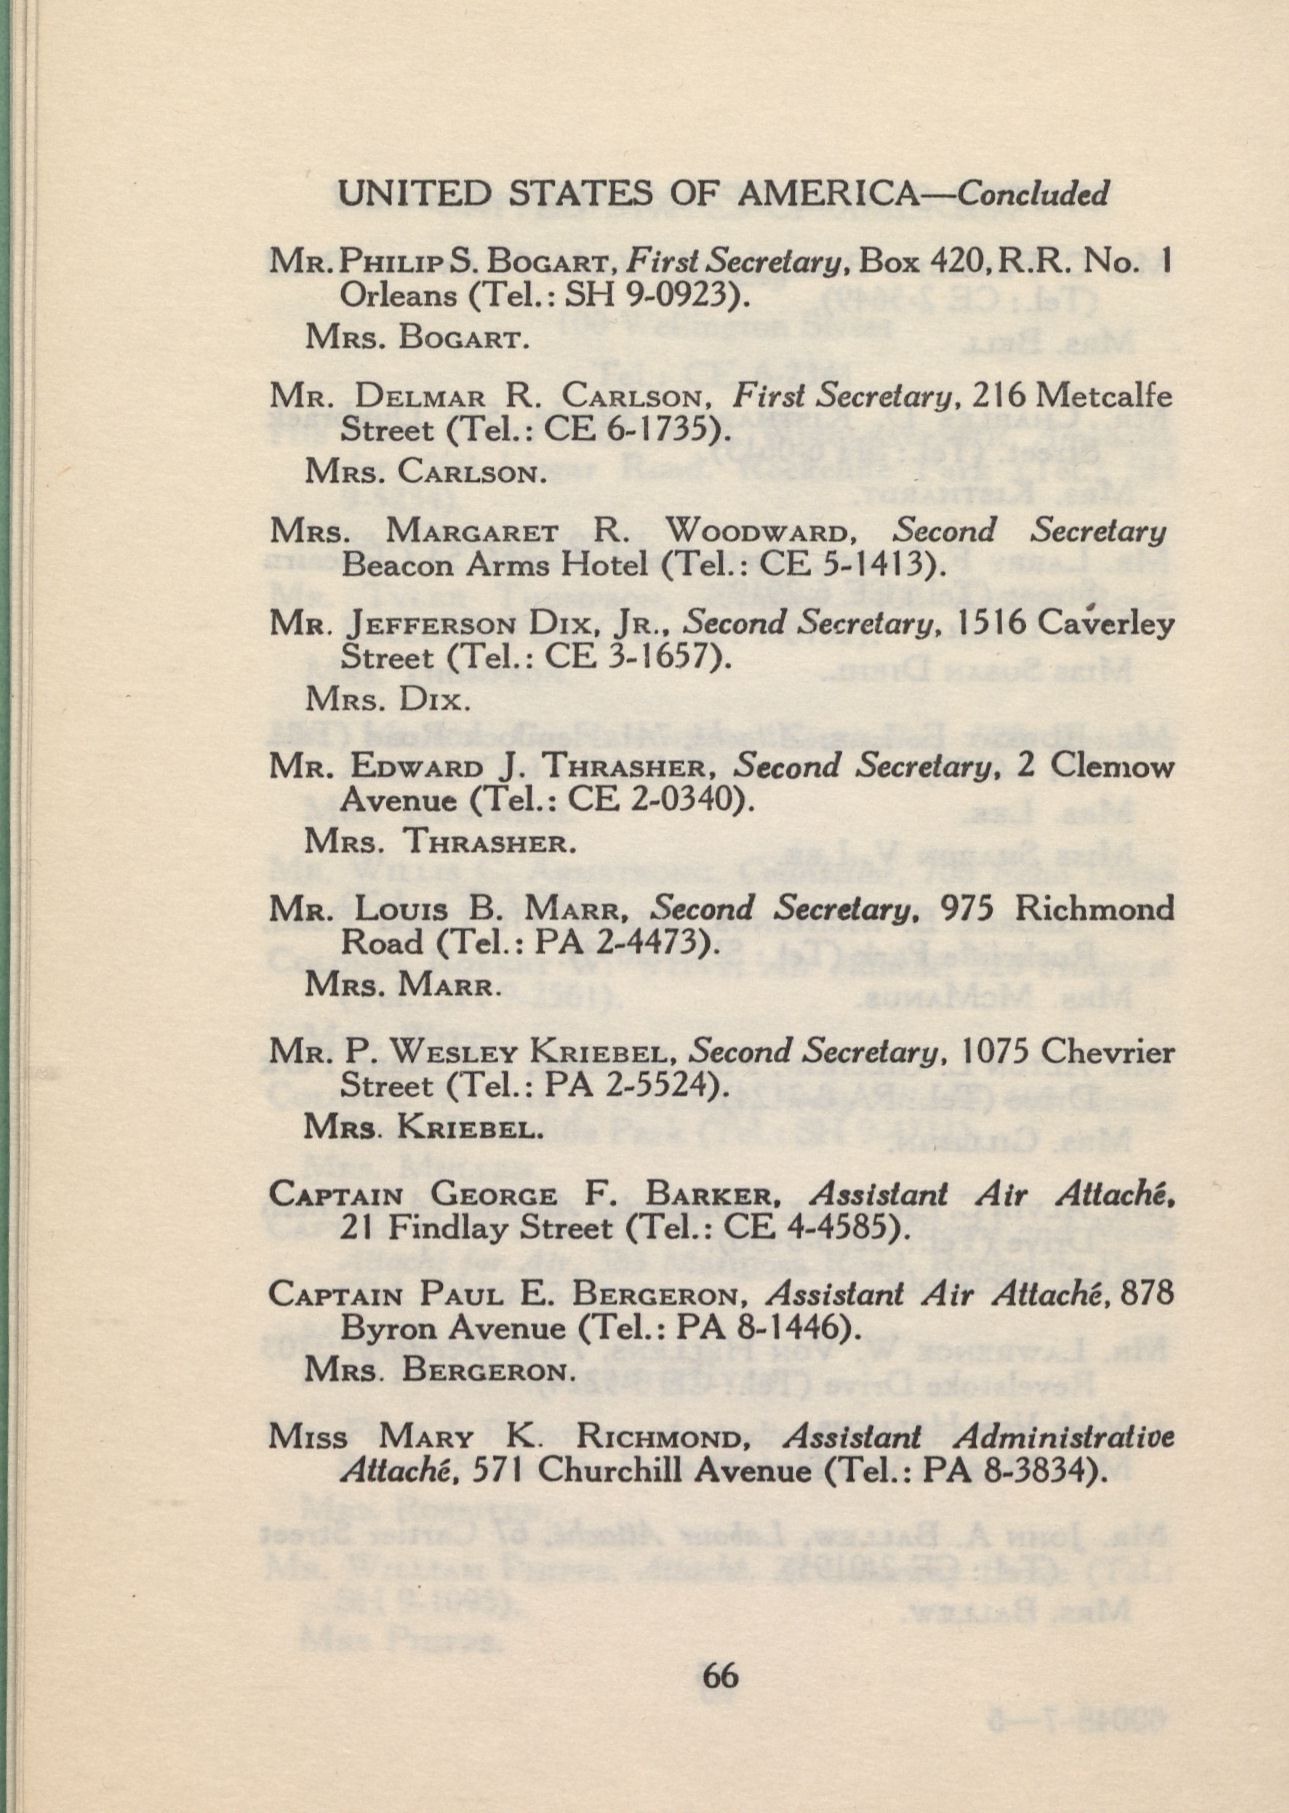 UNITED STATES OF AMERICA—Concluded
MR. PHILIP S. BOGART, First Secretary, Box 420, R.R. No. 1
Orleans (Tel.: SH 9-0923).
MRS. BOGART.
MR. DELMAR R. CARLSON, First Secretary, 216 Metcalfe
Street (Tel.: CE 6-1735).
MRS. CARLSON.
MRS. MARGARET R. WOODWARD, Second Secretary
Beacon Arms Hotel (Tel.: CE 5-1413).
MR. JEFFERSON DIX, JR., Second Secretary, 1516 Caverley
Street (Tel.: CE 3-1657).
MRS. DIX.
MR. EDWARD J. THRASHER, Second Secretary, 2 Clemow
Avenue (Tel.: CE 2-0340).
MRS. THRASHER.
MR. LOUIS B. MARR, Second Secretary, 975 Richmond
Road (Tel.: PA 2-4473).
MRS. MARR.
MR. P. WESLEY KRIEBEL, Second Secretary, 1075 Chevrier
Street (Tel.: PA 2-5524).
MRS. KRIEBEL.
CAPTAIN GEORGE F. BARKER, Assistant Air Attaché,
21 Findlay Street (Tel.: CE 4-4585).
CAPTAIN PAUL E. BERGERON, Assistant Air Attaché, 878
Byron Avenue (Tel.: PA 8-1446).
MRS. BERGERON.
MISS MARY K. RICHMOND, Assistant Administrative
Attaché, 571 Churchill Avenue (Tel.: PA 8-3834).
66